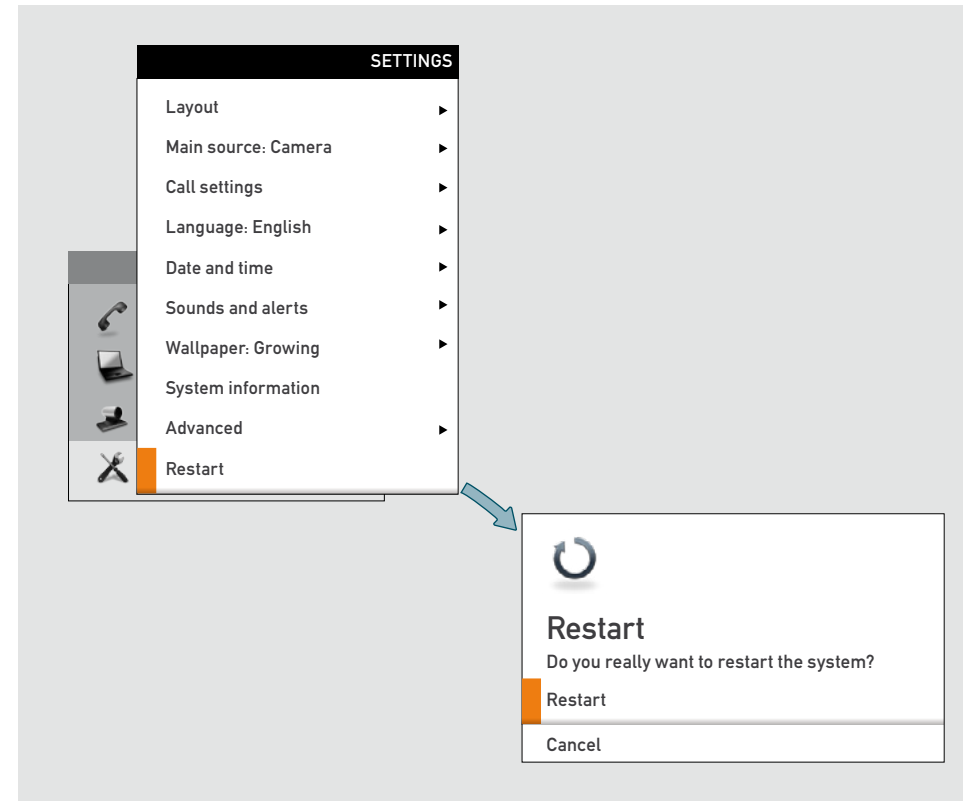 SETTINGS
Layout
Main source: Camera
Call settings
Language: English
Date and time
Sounds and alerts
Wallpaper: Growing
System information
Advanced
Restart
Restart
Do you really want to restart the system?
Restart
Cancel